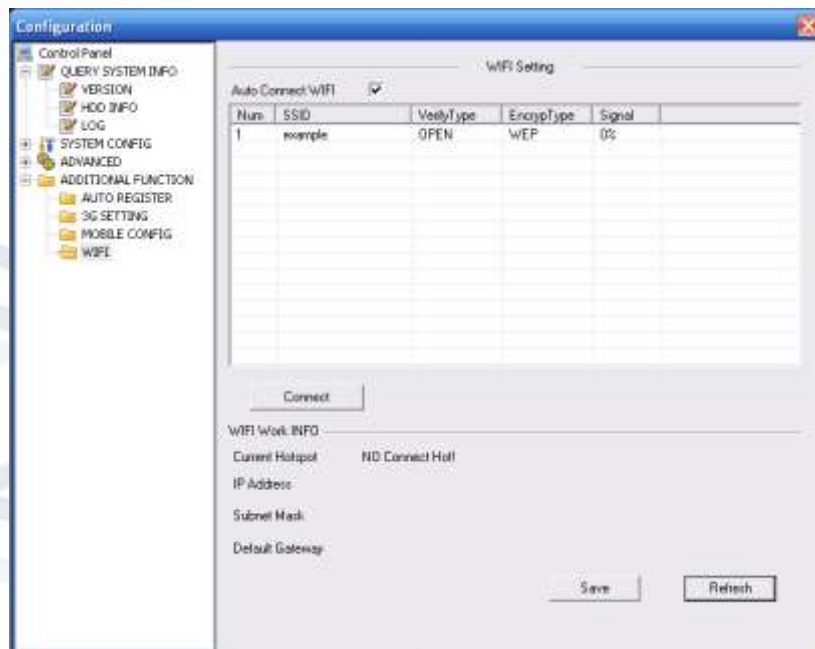 Configuration
Control Panel
QUERY SYSTEM INFO
VERSION
HDD INFO
LOG
SYSTEM CONFIG
ADVANCED
ADDITIONAL FUNCTION
AUTO REGISTER
3G SETTING
MOBILE CONFIG
WIFI
WIFI Setting
Auto Connect WIFI
Num SSID VerifyType EncrypType Signal
1 example OPEN WEP 0%
Connect
WIFI Work INFO
Current Hotspot NO Connect Hot!
IP Address
Subnet Mask
Default Gateway
Save Refresh